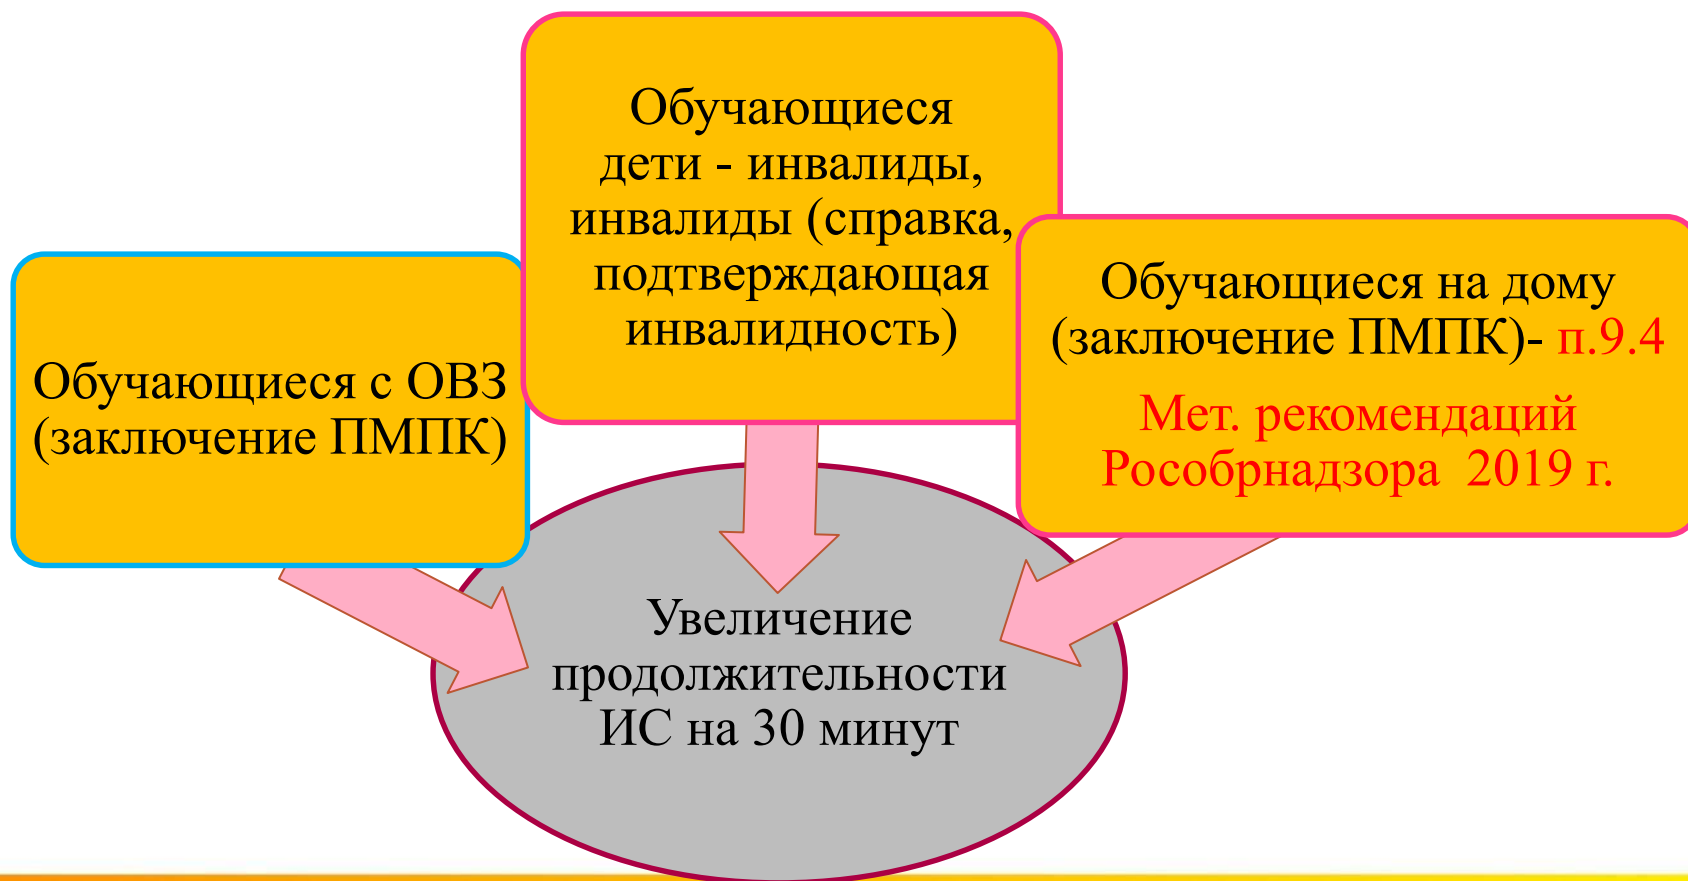 Обучающиеся с ОВЗ
(заключение ПМПК)
Обучающиеся
дети - инвалиды,
инвалиды (справка,
подтверждающая
инвалидность)
Обучающиеся на дому
(заключение ПМПК)- п.9.4
Мет. рекомендаций
Рособрнадзора  2019 г.
Увеличение
продолжительности
ИС на 30 минут